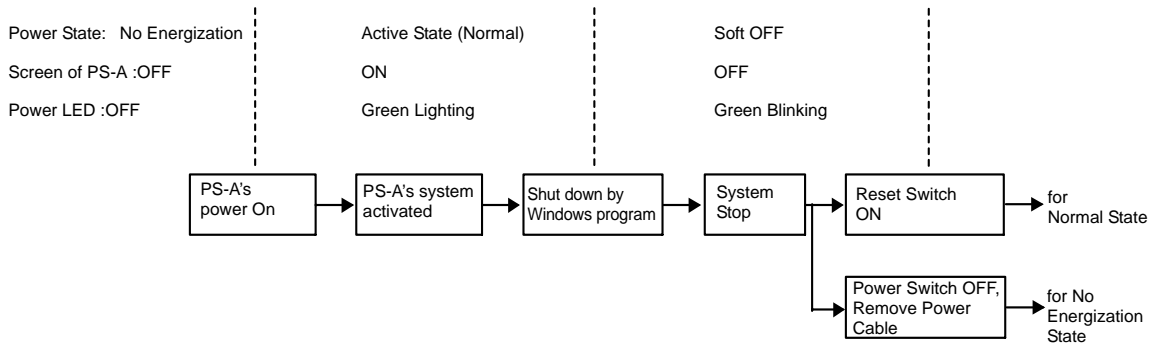 Power State: No Energization
Active State (Normal)
Soft OFF
Screen of PS-A :OFF
ON
OFF
Power LED :OFF
Green Lighting
Green Blinking
PS-A's
power On
PS-A's system
activated
Shut down by
Windows program
System
Stop
Reset Switch
ON
for
Normal State
Power Switch OFF,
Remove Power
Cable
for No
Energization
State